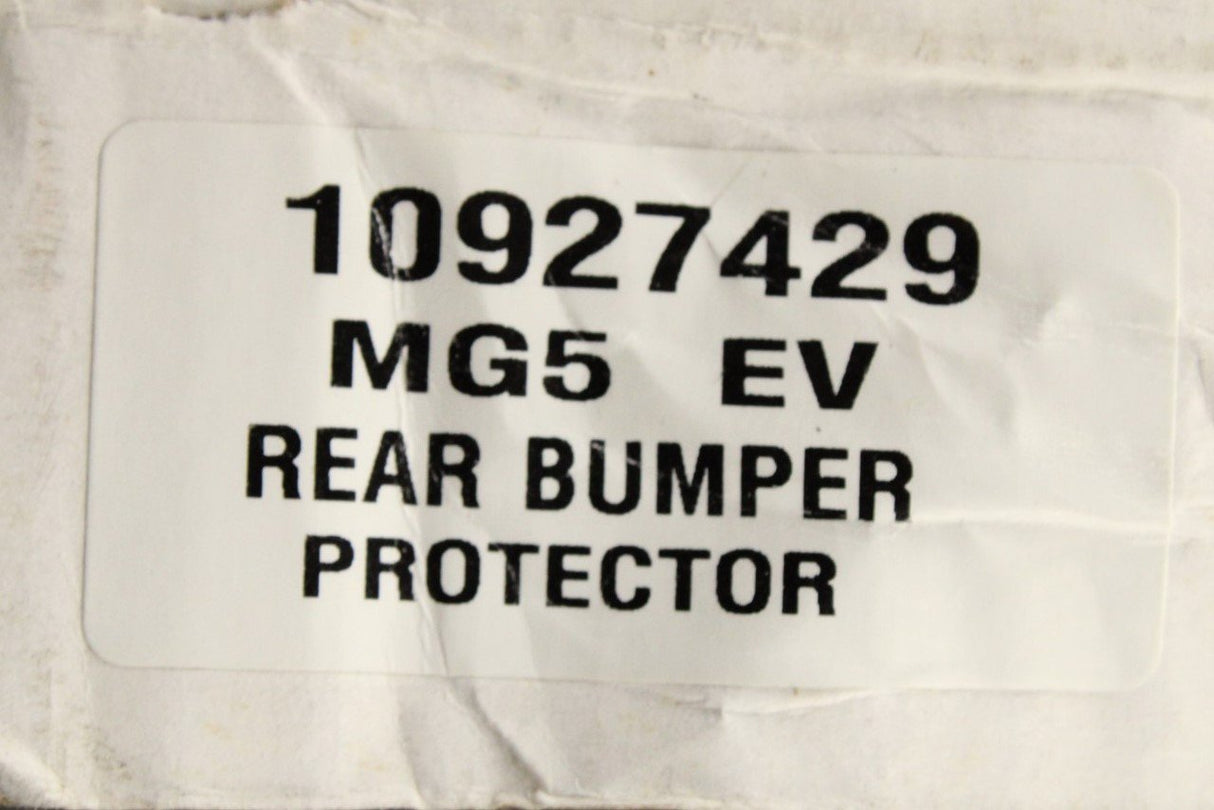 10927429
MG5 EV
REAR BUMPER
PROTECTOR